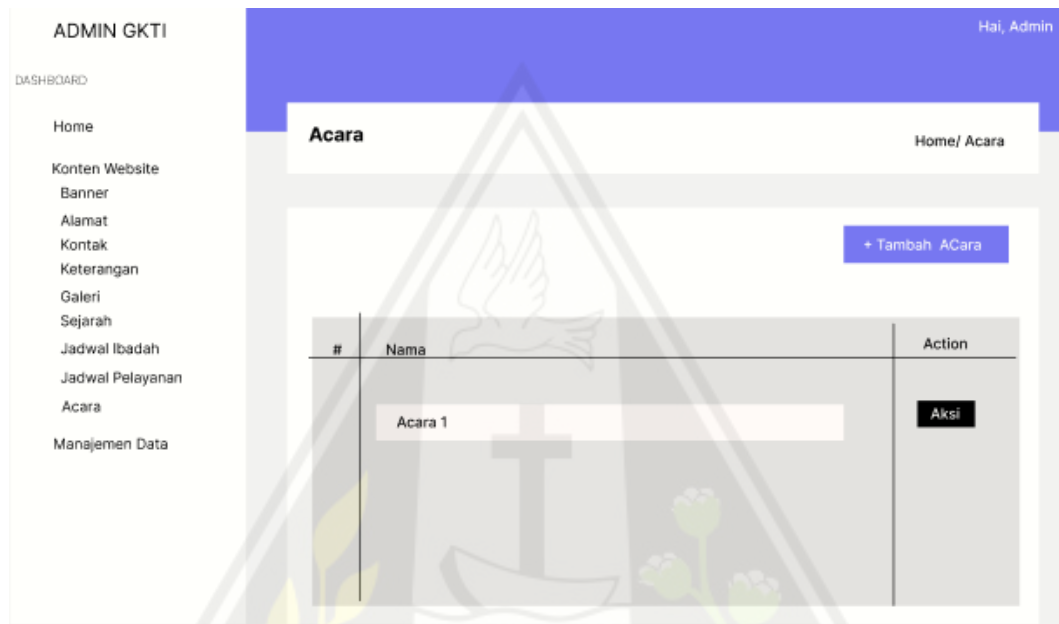 ADMIN GKTI
Hai, Admin
DASHBOARD
Home
Konten Website
Banner
Alamat
Kontak
Keterangan
Galeri
Sejarah
Jadwal Ibadah
Jadwal Pelayanan
Acara
Manajemen Data
Acara
Home/ Acara
+ Tambah ACara
# Nama Action
Acara 1 Aksi